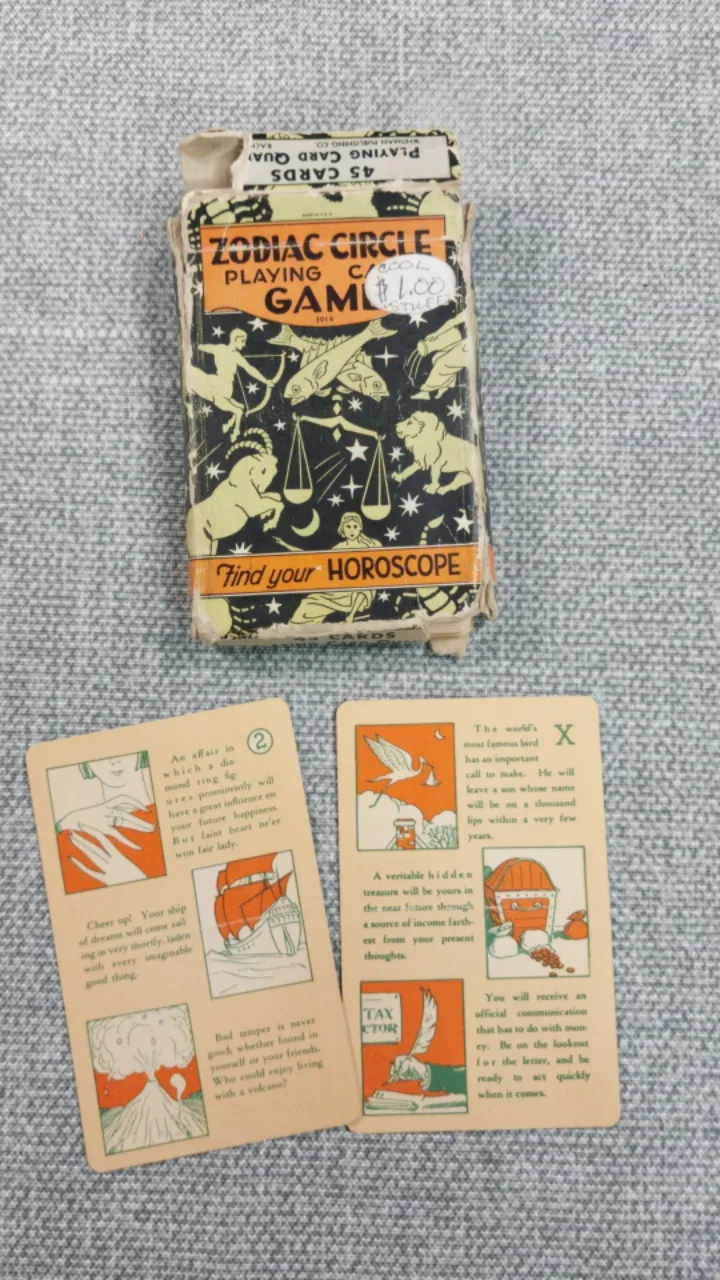 WHITMAN PUBLISHING CO.
PLAYING CARD
45 CARDS
ZODIAC CIRCLE
PLAYING
GAME
3014
COOL
$1.00
STUFF
Find your HOROSCOPE
CARDS
2
An affair in
which a dia-
mond ring fig-
ures prominently will
have a great influence on
your future happiness.
But faint heart ne'er
won fair lady.
Cheer up! Your ship
of dreams will come sail-
ing in very shortly, laden
with every imaginable
good thing.
Bad temper is never
good, whether found in
yourself or your friends.
Who could enjoy living
with a volcano?
X
The world's
most famous bird
has an important
call to make. He will
leave a son whose name
will be on a thousand
lips within a very few
years.
A veritable hidden
treasure will be yours in
the near future through
a source of income farth-
est from your present
thoughts.
TAX
CTOR
You will receive an
official communication
that has to do with mon-
ey. Be on the lookout
for the letter, and be
ready to act quickly
when it comes.